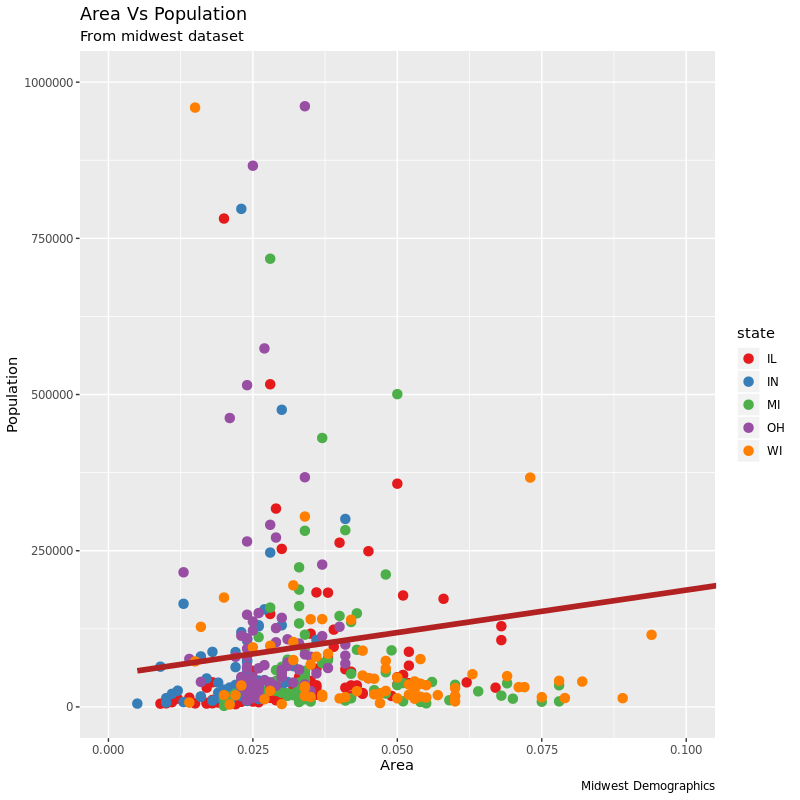 Area Vs Population
From midwest dataset
1000000
750000
500000
250000
0
Population
0.000
0.025
0.050
0.075
0.100
Area
state
IL
IN
MI
OH
WI
Midwest Demographics